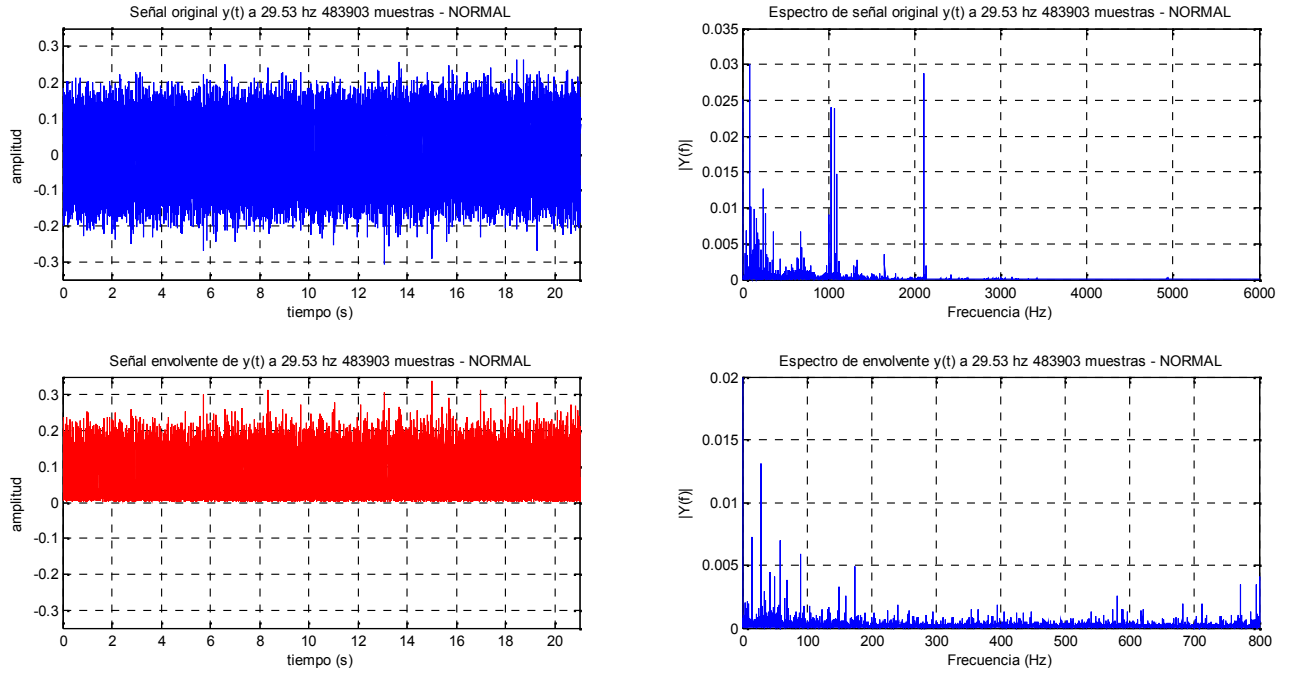 Señal original y(t) a 29.53 hz 483903 muestras - NORMAL
0.3
0.2
0.1
0
-0.1
-0.2
-0.3
amplitud
0 2 4 6 8 10 12 14 16 18 20
tiempo (s)
Espectro de señal original y(t) a 29.53 hz 483903 muestras - NORMAL
0.035
0.03
0.025
0.02
0.015
0.01
0.005
0
|Y(f)|
0 1000 2000 3000 4000 5000 6000
Frecuencia (Hz)
Señal envolvente de y(t) a 29.53 hz 483903 muestras - NORMAL
0.3
0.2
0.1
0
-0.1
-0.2
-0.3
amplitud
0 2 4 6 8 10 12 14 16 18 20
tiempo (s)
Espectro de envolvente y(t) a 29.53 hz 483903 muestras - NORMAL
0.02
0.015
0.01
0.005
0
|Y(f)|
0 100 200 300 400 500 600 700 800
Frecuencia (Hz)